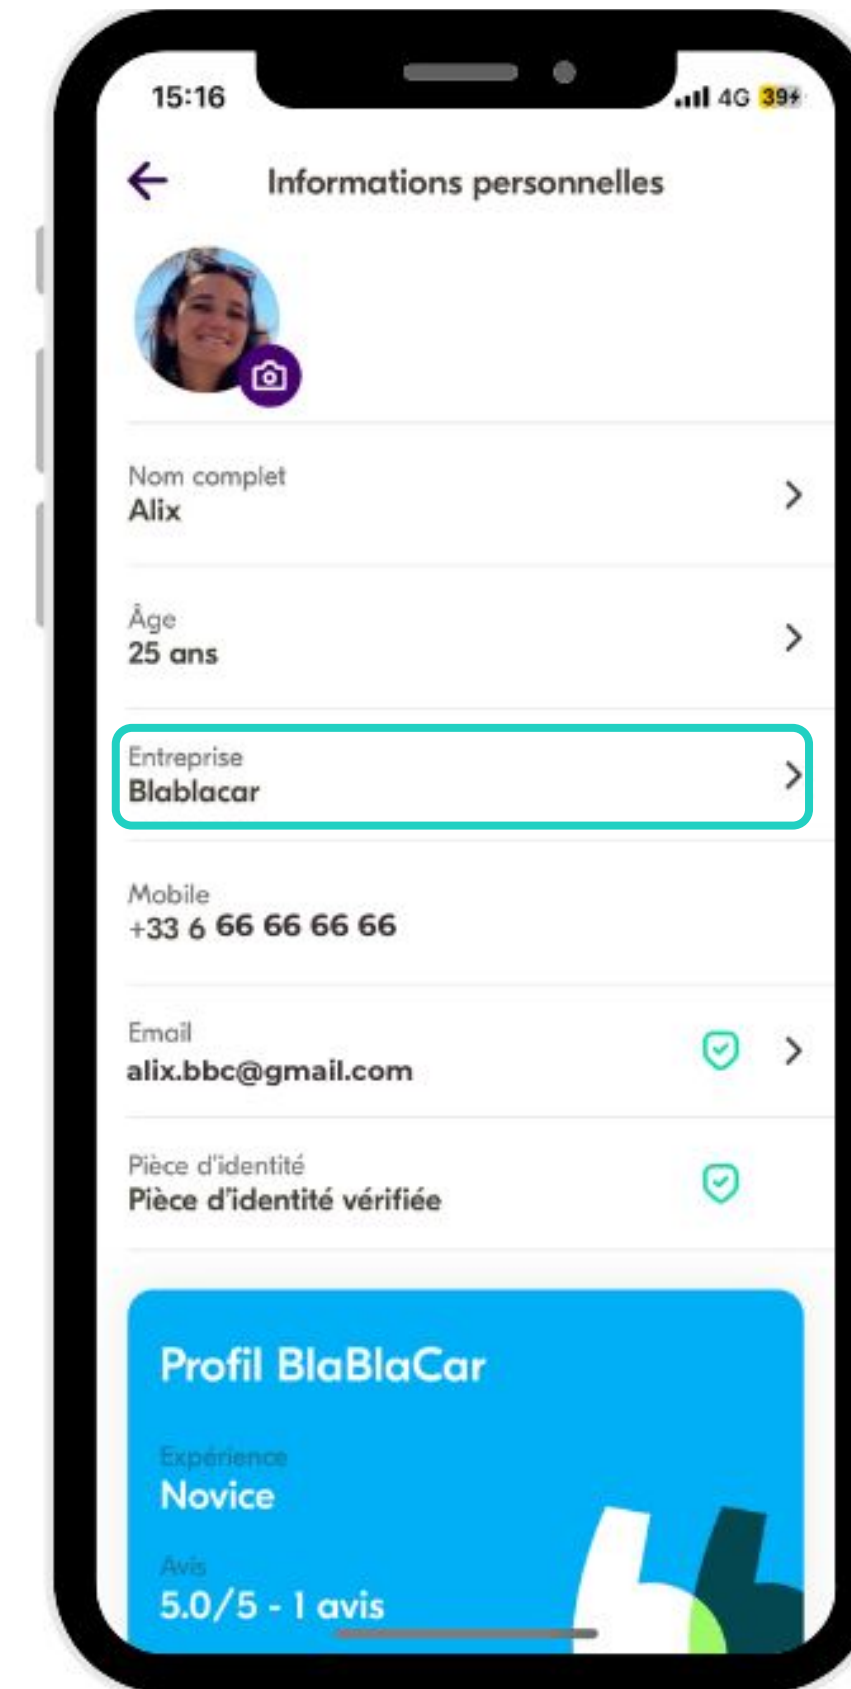 15:16
4G 39
Informations personnelles
Nom complet
Alix
Âge
25 ans
Entreprise
Blablacar
Mobile
+33 6 66 66 66 66
Email
alix.bbc@gmail.com
Pièce d'identité
Pièce d'identité vérifiée
Profil BlaBlaCar
Expérience
Novice
Avis
5.0/5 - 1 avis